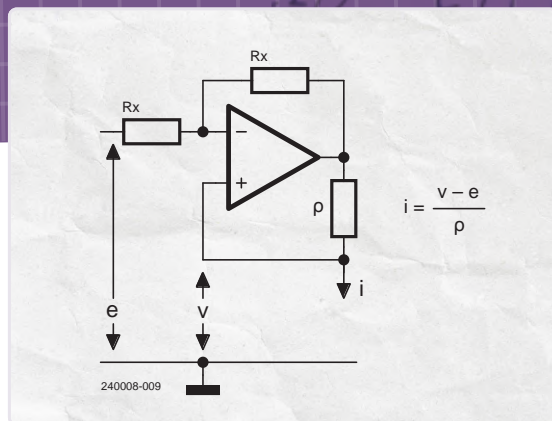 Rx
Rx
−
+
ρ
i = v – e
ρ
i
e
v
240008-009